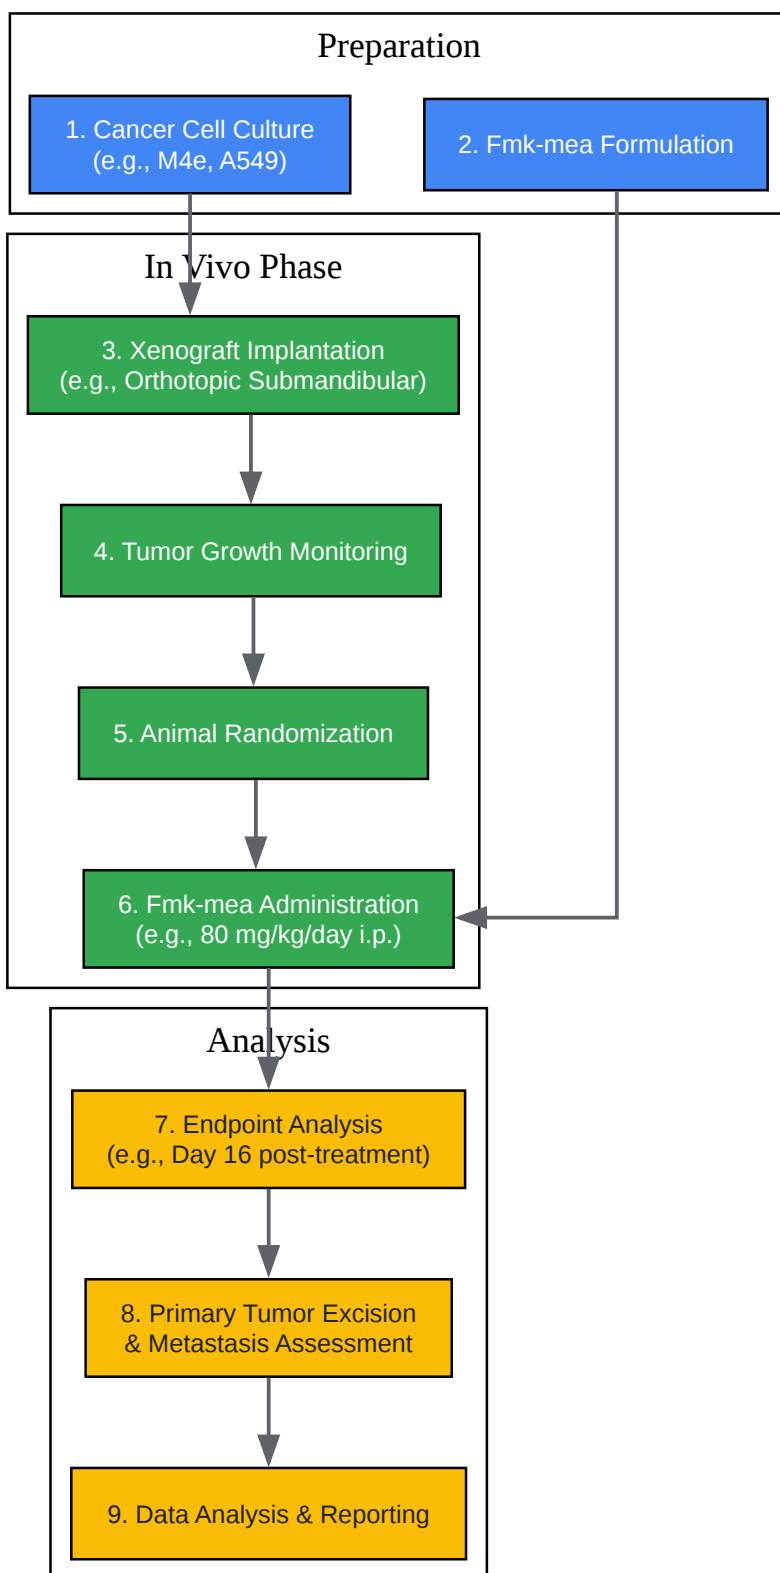 Preparation
1. Cancer Cell Culture
(e.g., M4e, A549)
2. Fmk-mea Formulation
In Vivo Phase
3. Xenograft Implantation
(e.g., Orthotopic Submandibular)
4. Tumor Growth Monitoring
5. Animal Randomization
6. Fmk-mea Administration
(e.g., 80 mg/kg/day i.p.)
Analysis
7. Endpoint Analysis
(e.g., Day 16 post-treatment)
8. Primary Tumor Excision
& Metastasis Assessment
9. Data Analysis & Reporting